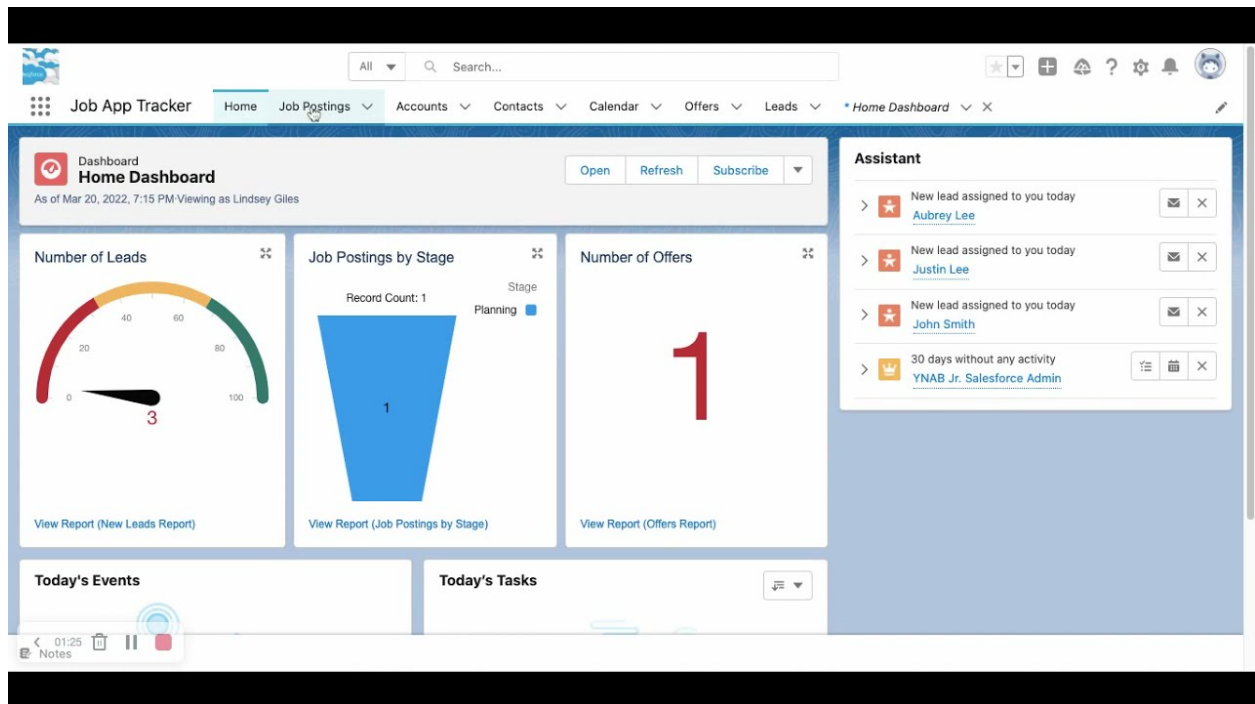 All
Search...
Job App Tracker
Home
Job Postings
Accounts
Contacts
Calendar
Offers
Leads
* Home Dashboard
Dashboard
Home Dashboard
As of Mar 20, 2022, 7:15 PM·Viewing as Lindsey Giles
Open
Refresh
Subscribe
Number of Leads
0
20
40
60
80
100
3
View Report (New Leads Report)
Job Postings by Stage
Record Count: 1
Stage
Planning
1
View Report (Job Postings by Stage)
Number of Offers
1
View Report (Offers Report)
Assistant
New lead assigned to you today
Aubrey Lee
New lead assigned to you today
Justin Lee
New lead assigned to you today
John Smith
30 days without any activity
YNAB Jr. Salesforce Admin
Today's Events
Today's Tasks
01:25
Notes